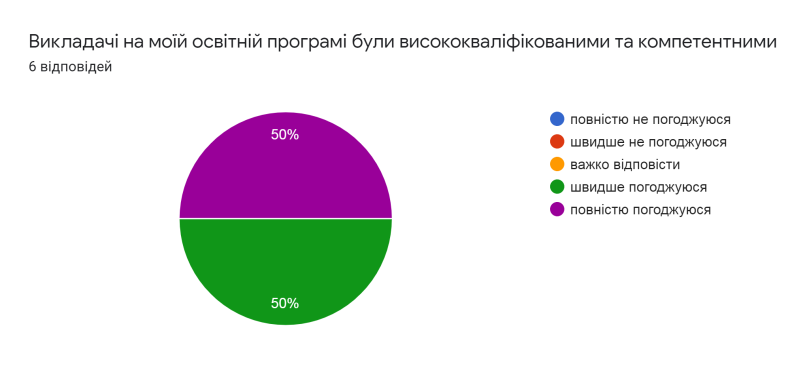 Викладачі на моїй освітній програмі були висококваліфікованими та компетентними
6 відповідей
50%
50%
повністю не погоджуюся
швидше не погоджуюся
важко відповісти
швидше погоджуюся
повністю погоджуюся